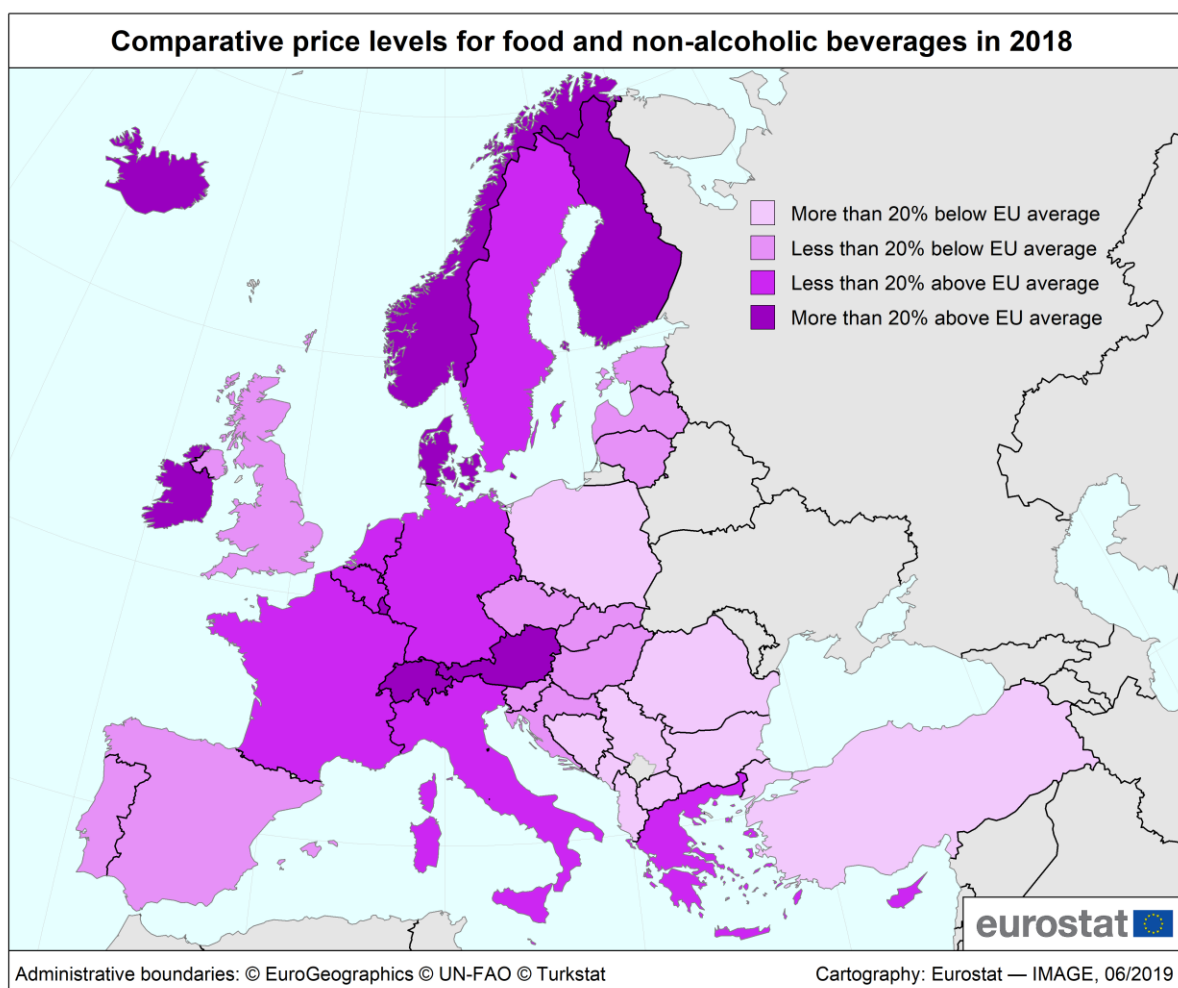 Comparative price levels for food and non-alcoholic beverages in 2018
More than 20% below EU average
Less than 20% below EU average
Less than 20% above EU average
More than 20% above EU average
eurostat
Administrative boundaries: © EuroGeographics © UN-FAO © Turkstat
Cartography: Eurostat — IMAGE, 06/2019